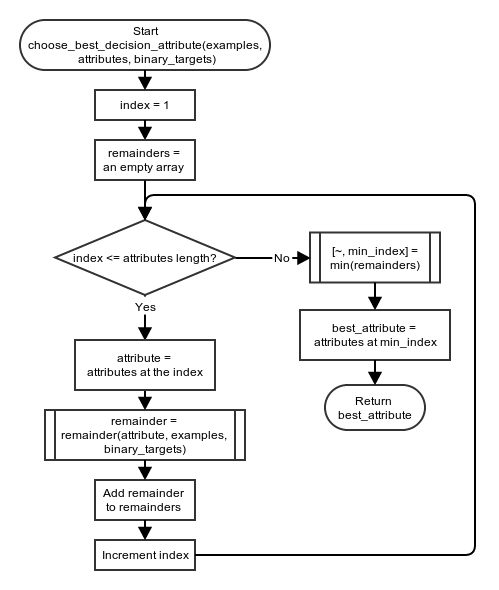 Start
choose_best_decision_attribute(examples,
attributes, binary_targets)
index = 1
remainders =
an empty array
index <= attributes length?
No
[~, min_index] =
min(remainders)
Yes
best_attribute =
attributes at min_index
attribute =
attributes at the index
Return
best_attribute
remainder =
remainder(attribute, examples,
binary_targets)
Add remainder
to remainders
Increment index